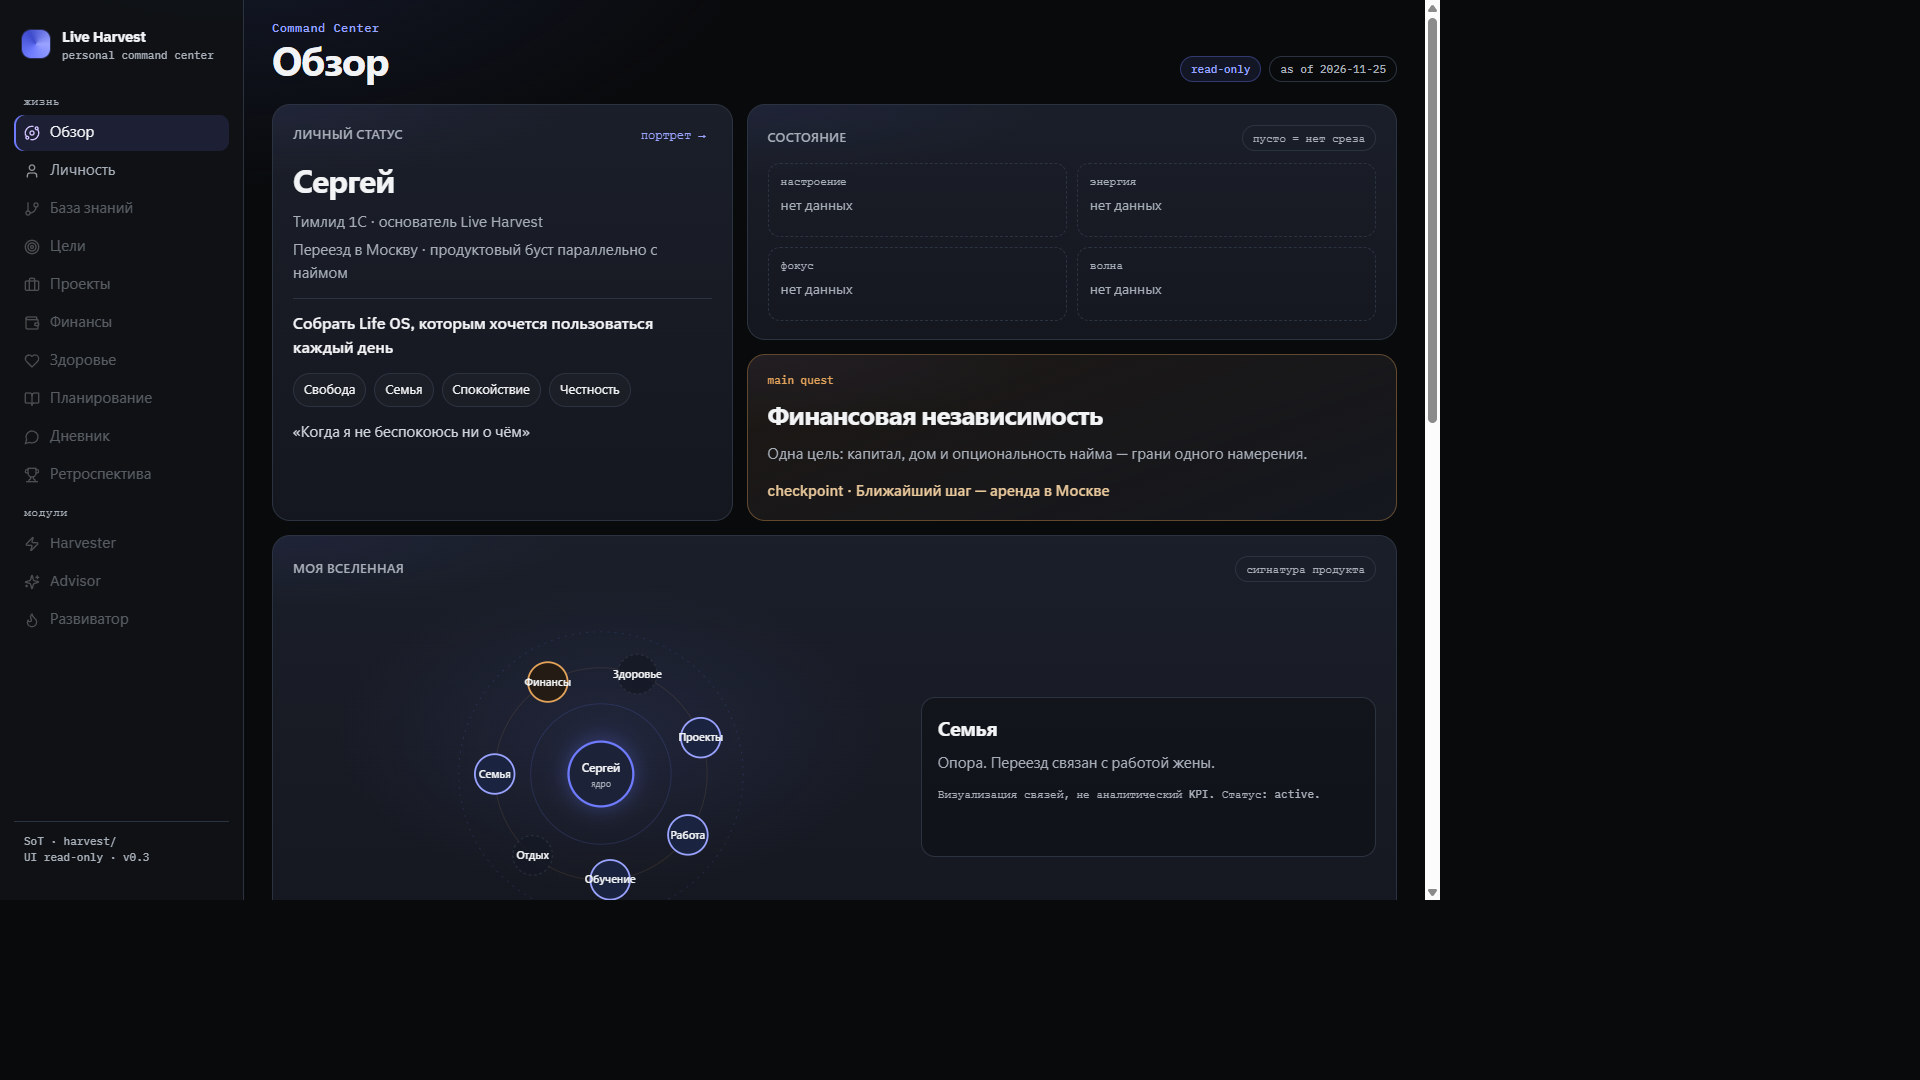 Live Harvest
personal command center
жизнь
Обзор
Личность
База знаний
Цели
Проекты
Финансы
Здоровье
Планирование
Дневник
Ретроспектива
модули
Harvester
Advisor
Развиватор
SoT · harvest/
UI read-only · v0.3
Command Center
Обзор
read-only
as of 2026-11-25
ЛИЧНЫЙ СТАТУС
портрет →
Сергей
Тимлид 1С · основатель Live Harvest
Переезд в Москву · продуктовый буст параллельно с
наймом
Собрать Life OS, которым хочется пользоваться
каждый день
Свобода
Семья
Спокойствие
Честность
«Когда я не беспокоюсь ни о чём»
СОСТОЯНИЕ
пусто = нет среза
настроение
нет данных
энергия
нет данных
фокус
нет данных
волна
нет данных
main quest
Финансовая независимость
Одна цель: капитал, дом и опциональность найма — грани одного намерения.
checkpoint · Ближайший шаг — аренда в Москве
МОЯ ВСЕЛЕННАЯ
сигнатура продукта
Финансы
Здоровье
Проекты
Семья
Сергей
ядро
Работа
Отдых
Обучение
Семья
Опора. Переезд связан с работой жены.
Визуализация связей, не аналитический KPI. Статус: active.